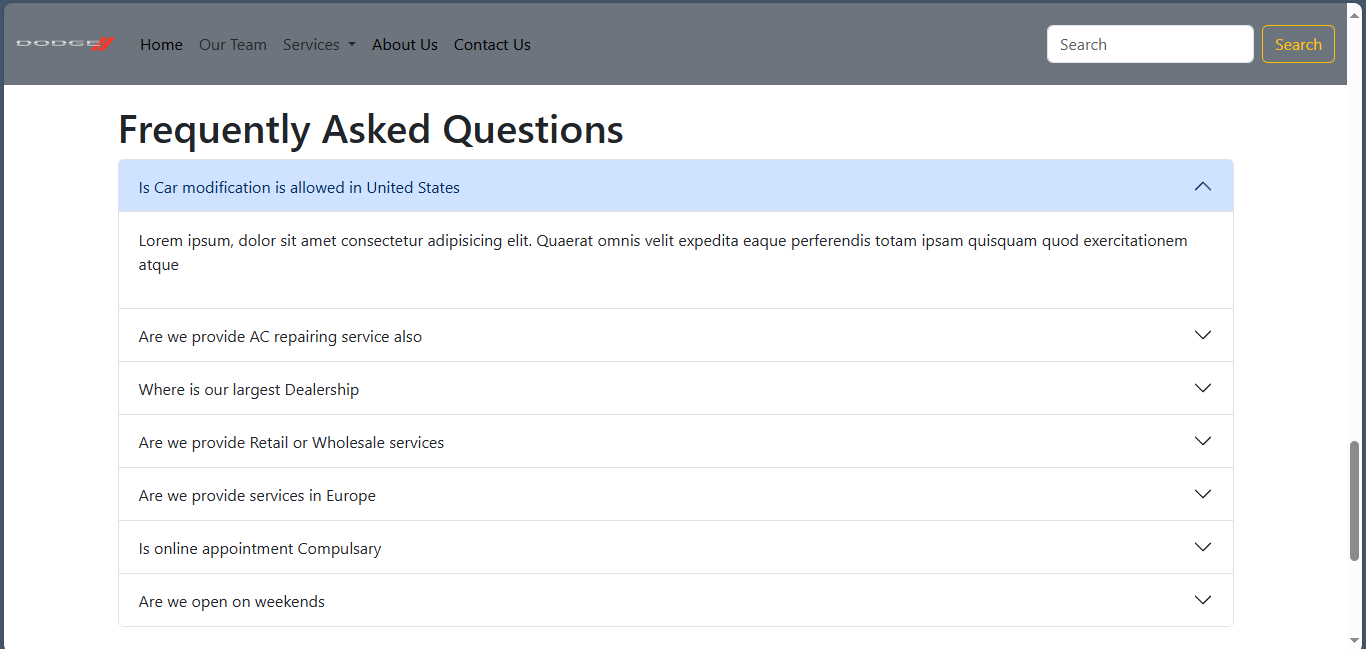 DODGE Home Our Team Services About Us Contact Us Search Search
Frequently Asked Questions
Is Car modification is allowed in United States
Lorem ipsum, dolor sit amet consectetur adipisicing elit. Quaerat omnis velit expedita eaque perferendis totam ipsam quisquam quod exercitationem
atque
Are we provide AC repairing service also
Where is our largest Dealership
Are we provide Retail or Wholesale services
Are we provide services in Europe
Is online appointment Compulsary
Are we open on weekends